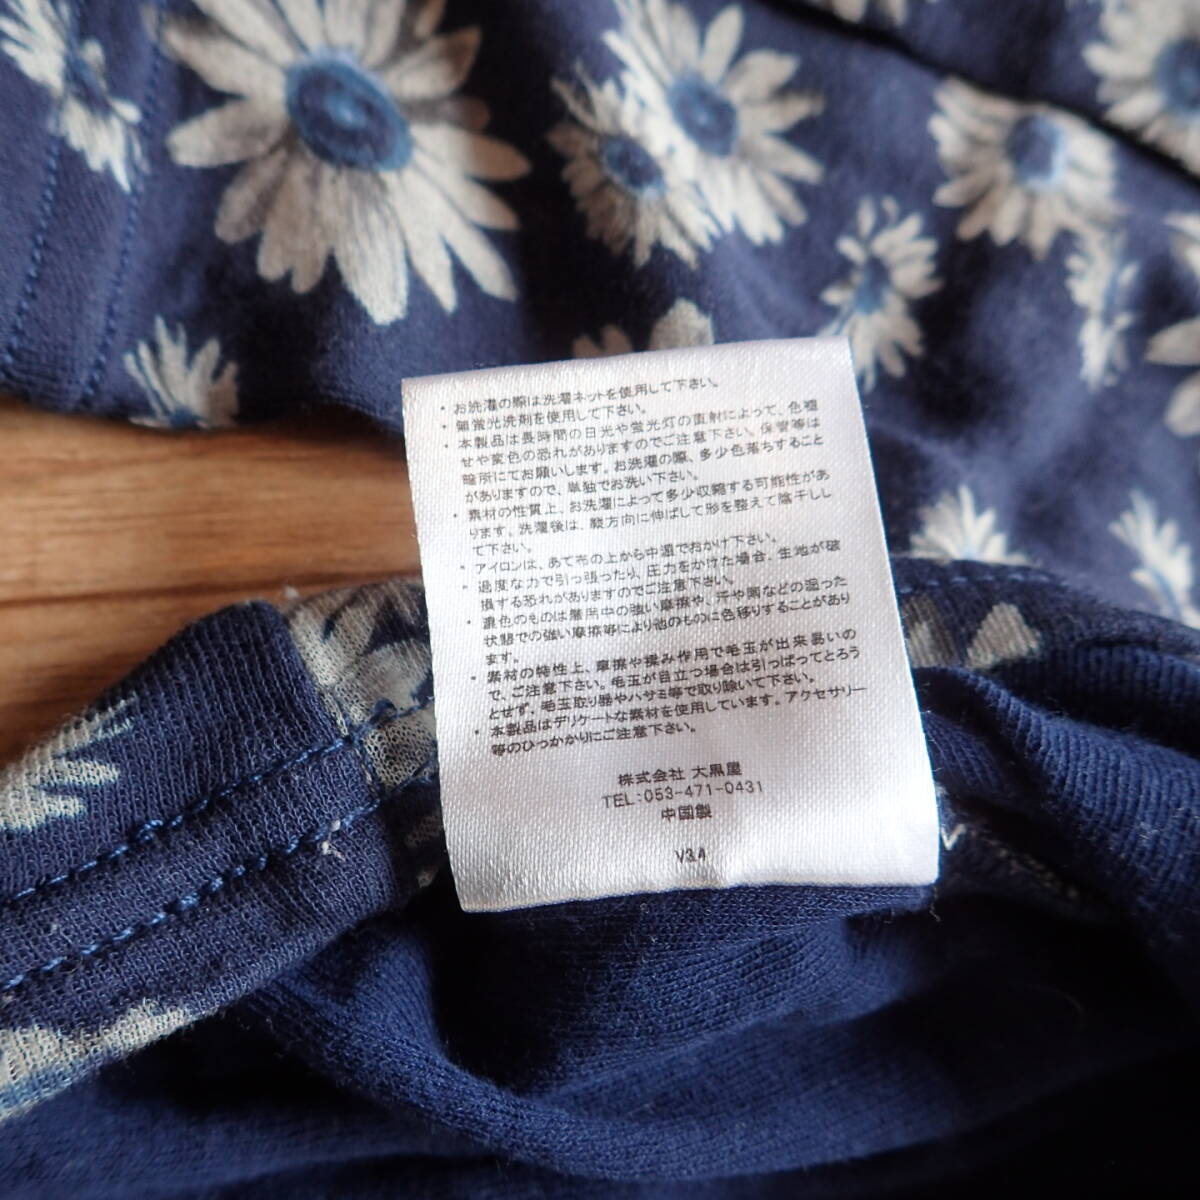 ・お洗濯の際は洗濯ネットを使用して下さい。
・無蛍光洗剤を使用して下さい。
・本製品は長時間の日光や蛍光灯の直射によって、色褪
せや変色の恐れがありますのでご注意下さい。保管等は
暗所にてお願いします。お洗濯の際、多少色落ちすること
がありますので、単独でお洗い下さい。
・素材の性質上、お洗濯によって多少収縮する可能性があ
ります。洗濯後は、縦方向に伸ばして形を整えて陰干しし
て下さい。
・アイロンは、あて布の上から中温でおかけ下さい。
・過度な力で引っ張ったり、圧力をかけた場合、生地が破
損する恐れがありますのでご注意下さい。
・濃色のものは着用中の強い摩擦や、汗や雨などの湿った
状態での強い摩擦等により他のものに色移りすることがあり
ます。
・素材の特性上、摩擦や揉み作用で毛玉が出来易いの
で、ご注意下さい。毛玉が目立つ場合は引っぱってとろう
とせず、毛玉取り器やハサミ等で取り除いて下さい。
・本製品はデリケートな素材を使用しています。アクセサリー
等のひっかかりにご注意下さい。
株式会社 大黒屋
TEL:053-471-0431
中国製
V3.4